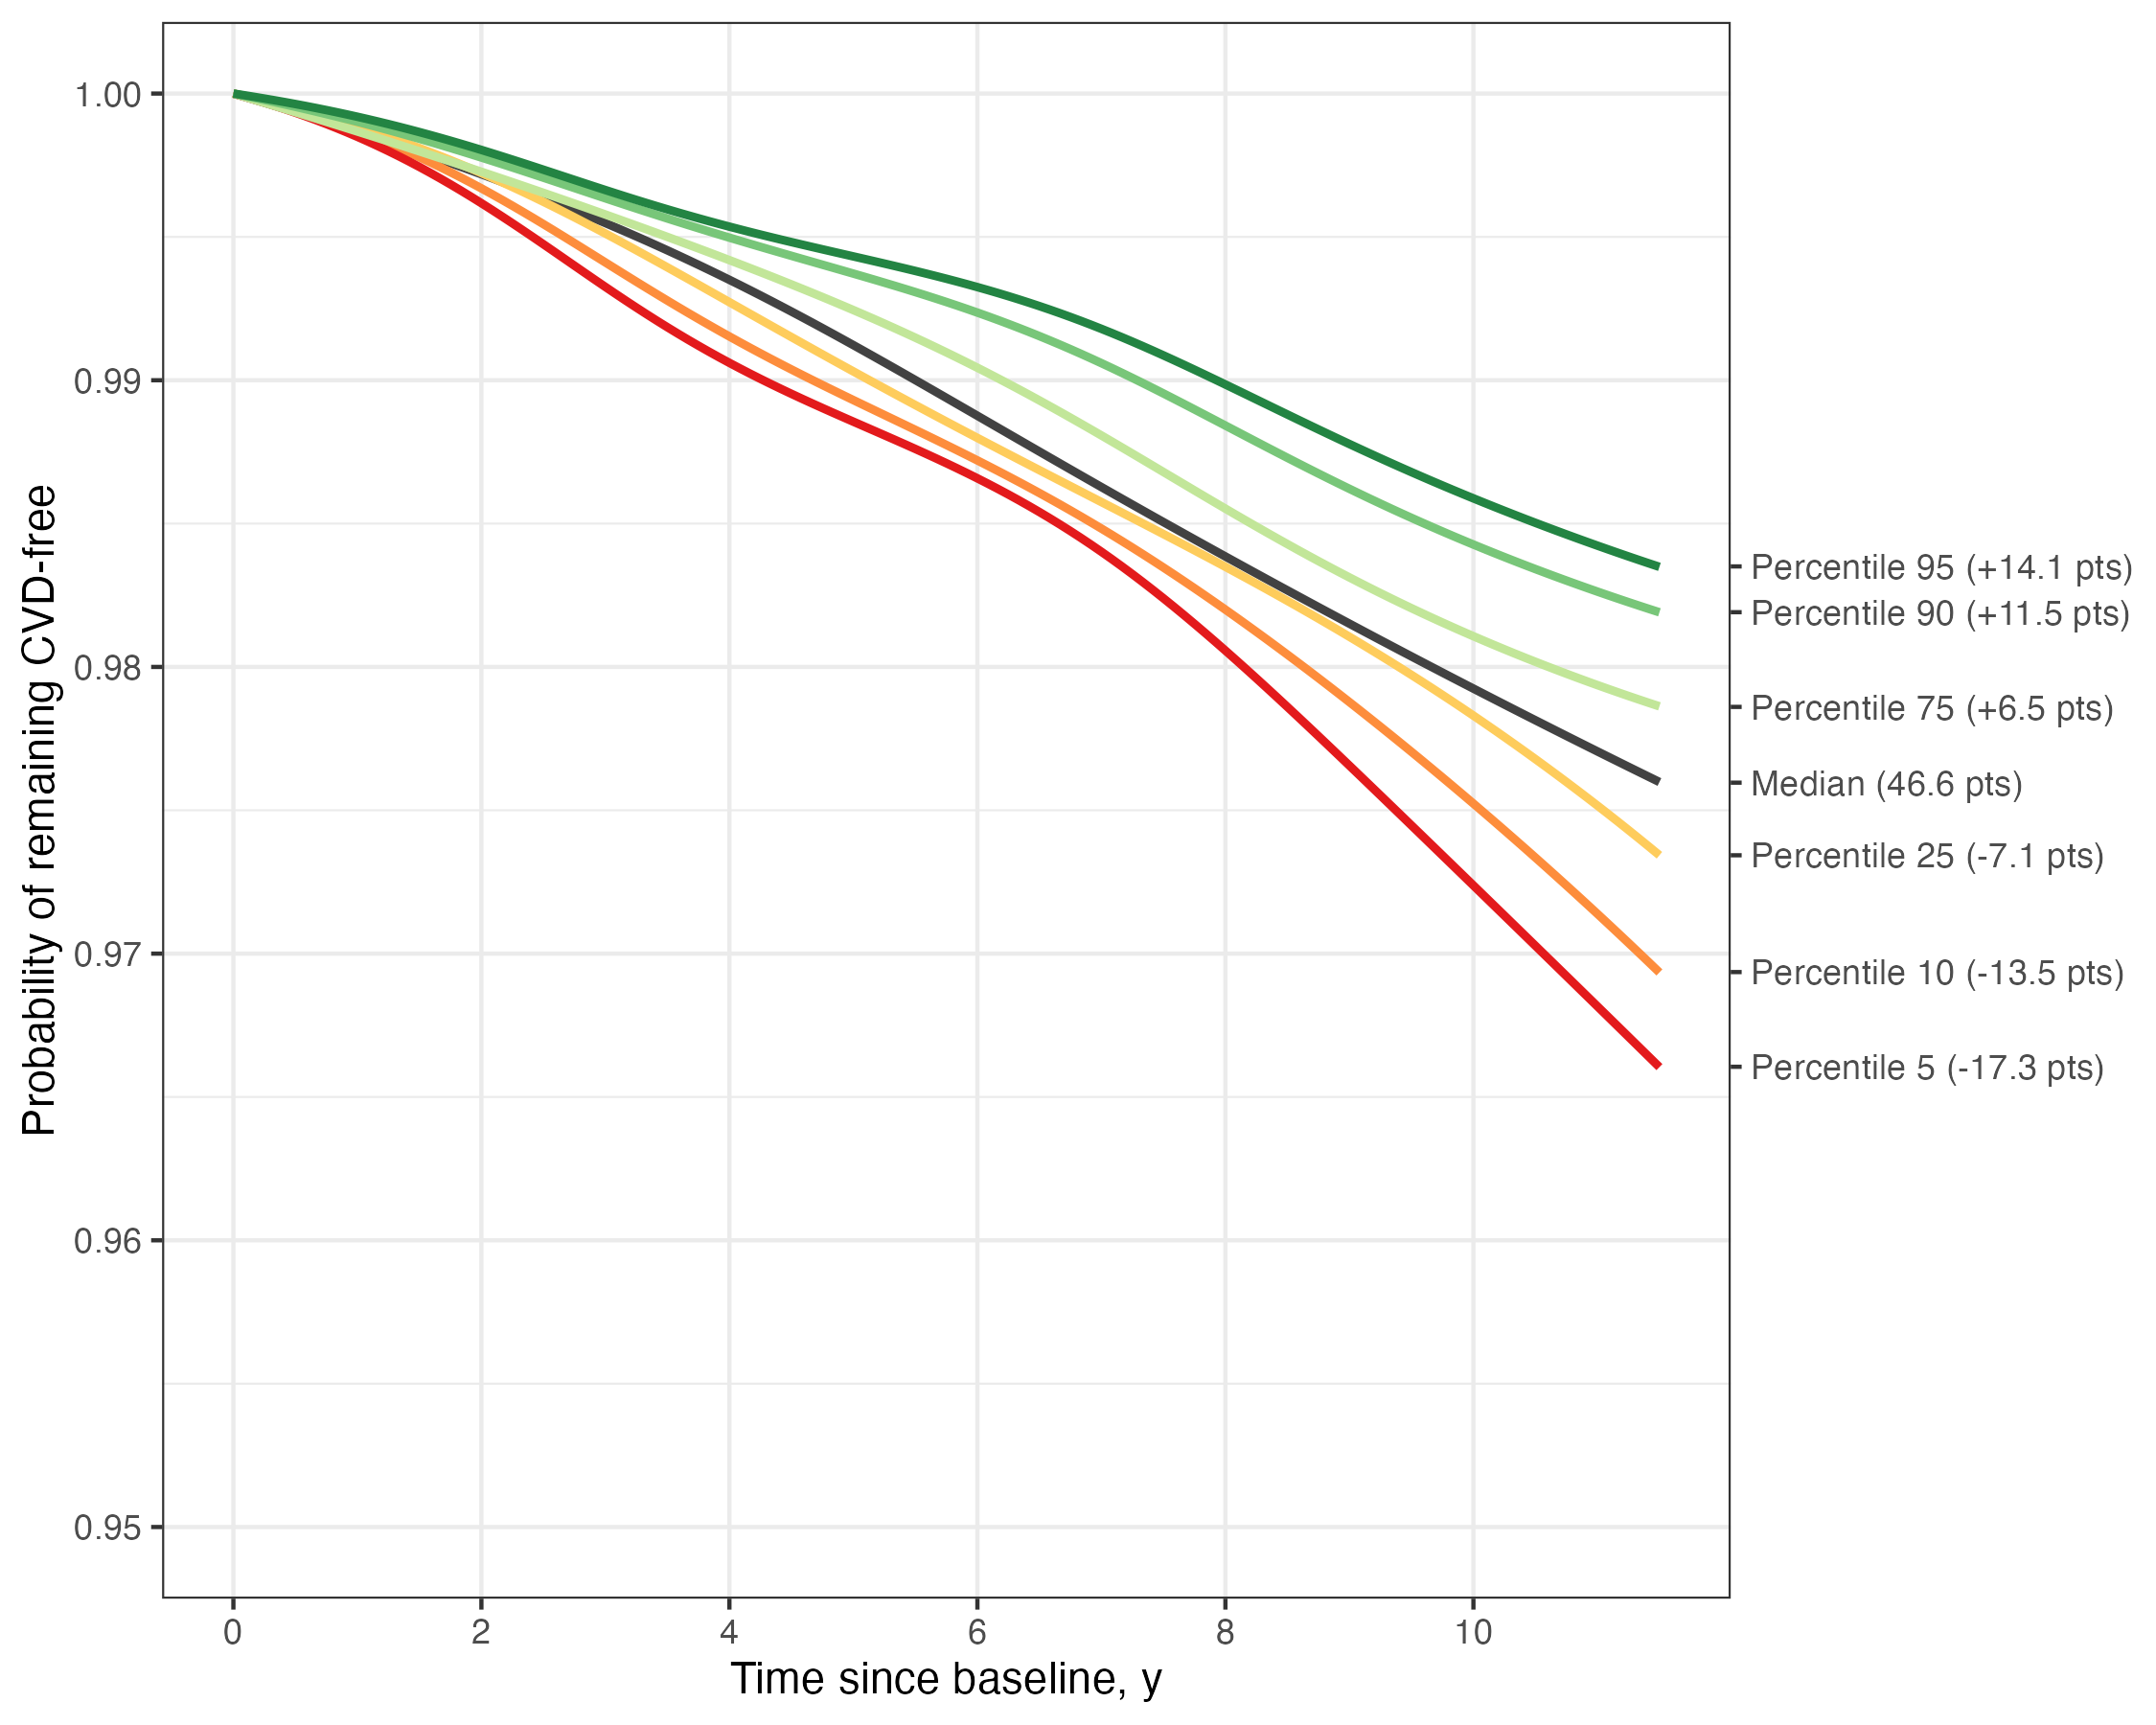 Probability of remaining CVD-free
1.00
0.99
0.98
0.97
0.96
0.95
Percentile 95 (+14.1 pts)
Percentile 90 (+11.5 pts)
Percentile 75 (+6.5 pts)
Median (46.6 pts)
Percentile 25 (-7.1 pts)
Percentile 10 (-13.5 pts)
Percentile 5 (-17.3 pts)
0 2 4 6 8 10
Time since baseline, y